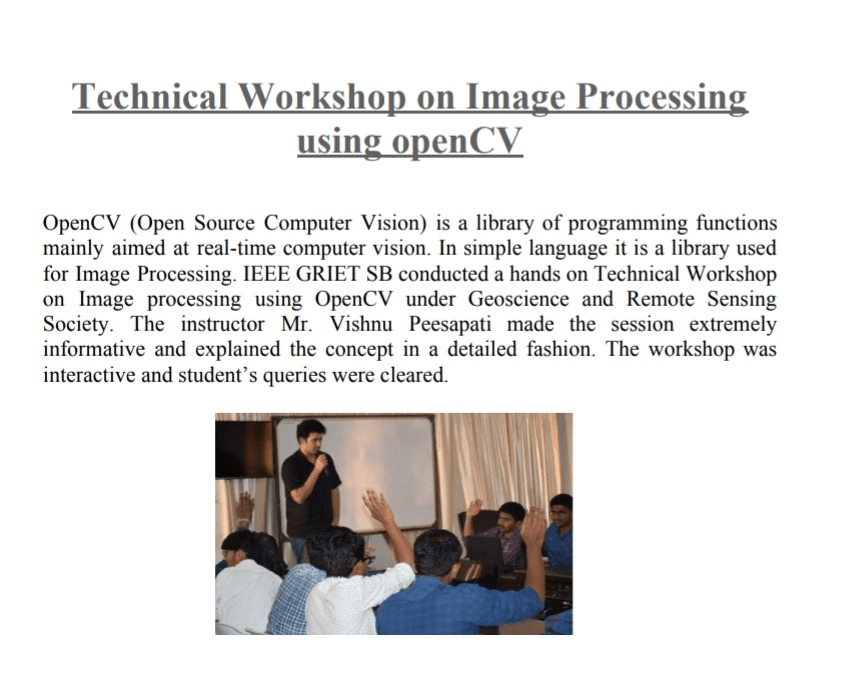 Technical Workshop on Image Processing
using openCV
OpenCV (Open Source Computer Vision) is a library of programming functions
mainly aimed at real-time computer vision. In simple language it is a library used
for Image Processing. IEEE GRIET SB conducted a hands on Technical Workshop
on Image processing using OpenCV under Geoscience and Remote Sensing
Society. The instructor Mr. Vishnu Peesapati made the session extremely
informative and explained the concept in a detailed fashion. The workshop was
interactive and student’s queries were cleared.